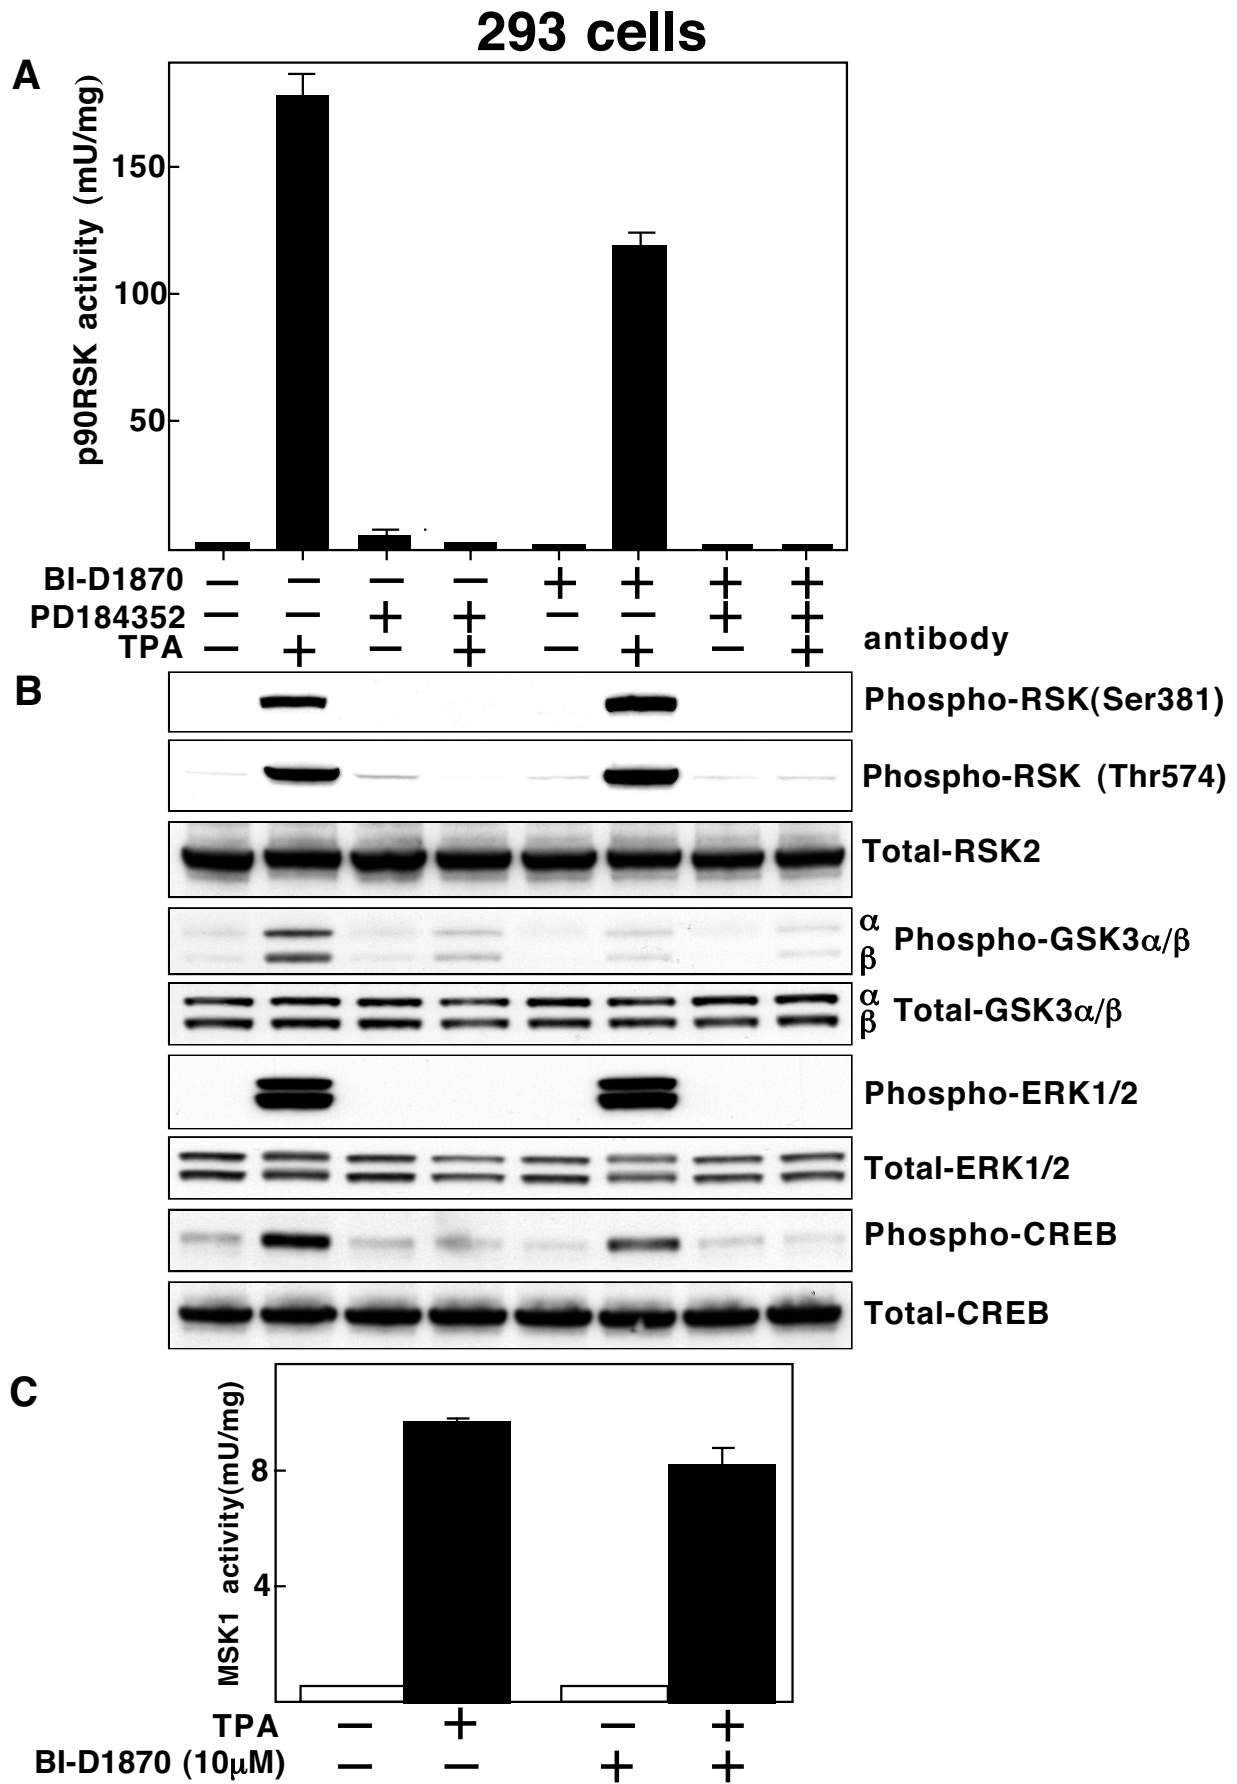 293 cells
A
p90RSK activity (mU/mg)
150
100
50
BI-D1870 — — — — + + + +
PD184352 — — + + — — + +
TPA — + — + — + — +
antibody
B
Phospho-RSK(Ser381)
Phospho-RSK (Thr574)
Total-RSK2
α
β
Phospho-GSK3α/β
α
β
Total-GSK3α/β
Phospho-ERK1/2
Total-ERK1/2
Phospho-CREB
Total-CREB
C
MSK1 activity(mU/mg)
8
4
TPA — + — +
BI-D1870 (10µM) — — + +